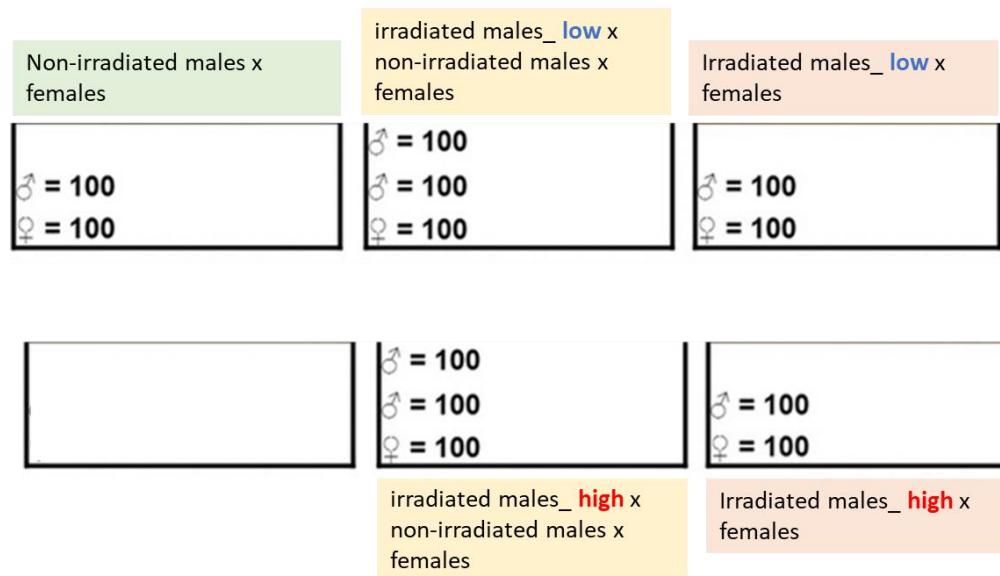 Non-irradiated males x
females
irradiated males_ low x
non-irradiated males x
females
Irradiated males_ low x
females
♂ = 100
♀ = 100
♂ = 100
♂ = 100
♀ = 100
♂ = 100
♀ = 100
♂ = 100
♂ = 100
♀ = 100
♂ = 100
♀ = 100
irradiated males_ high x
non-irradiated males x
females
Irradiated males_ high x
females